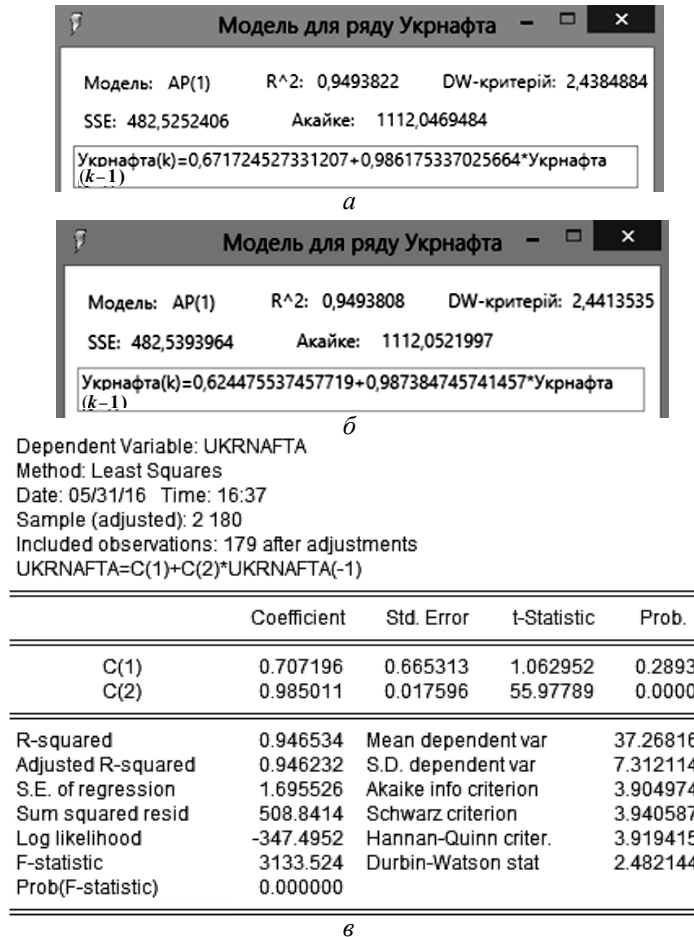 Модель для ряду Укрнафта
Модель: АР(1) R^2: 0,9493822 DW-критерій: 2,4384884
SSE: 482,5252406 Акайке: 1112,0469484
Укрнафта(k)=0,671724527331207+0,986175337025664*Укрнафта
(k–1)
а
Модель для ряду Укрнафта
Модель: АР(1) R^2: 0,9493808 DW-критерій: 2,4413535
SSE: 482,5393964 Акайке: 1112,0521997
Укрнафта(k)=0,624475537457719+0,987384745741457*Укрнафта
(k–1)
б
Dependent Variable: UKRNAFTA
Method: Least Squares
Date: 05/31/16 Time: 16:37
Sample (adjusted): 2 180
Included observations: 179 after adjustments
UKRNAFTA=C(1)+C(2)*UKRNAFTA(-1)
Coefficient Std. Error t-Statistic Prob.
C(1) 0.707196 0.665313 1.062952 0.2893
C(2) 0.985011 0.017596 55.97789 0.0000
R-squared 0.946534 Mean dependent var 37.26816
Adjusted R-squared 0.946232 S.D. dependent var 7.312114
S.E. of regression 1.695526 Akaike info criterion 3.904974
Sum squared resid 508.8414 Schwarz criterion 3.940587
Log likelihood -347.4952 Hannan-Quinn criter. 3.919415
F-statistic 3133.524 Durbin-Watson stat 2.482144
Prob(F-statistic) 0.000000
в